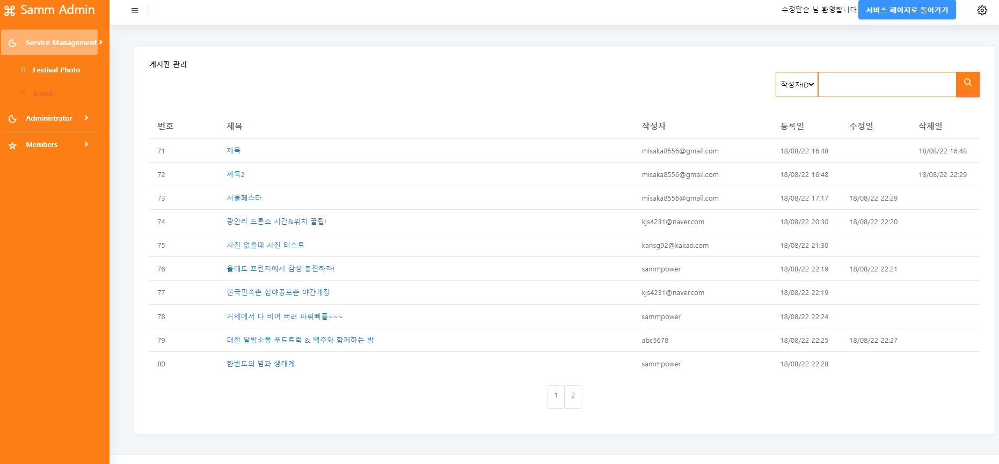 Samm Admin
수정말순 님 환영합니다.
서비스 페이지로 돌아가기
Service Management
Festival Photo
Board
Administrator
Members
게시판 관리
작성자ID
번호 제목 작성자 등록일 수정일 삭제일
71 제목 misaka8556@gmail.com 18/08/22 16:48 18/08/22 16:48
72 제목2 misaka8556@gmail.com 18/08/22 16:48 18/08/22 22:29
73 서울페스타 misaka8556@gmail.com 18/08/22 17:17 18/08/22 22:29
74 광안리 드론쇼 시간&위치 꿀팁! kjs4231@naver.com 18/08/22 20:30 18/08/22 22:20
75 사진 없을때 사진 테스트 kansg92@kakao.com 18/08/22 21:30
76 올해도 프린지에서 감성 충전하자! sammpower 18/08/22 22:19 18/08/22 22:21
77 한국민속촌 심야공포촌 야간개장 kjs4231@naver.com 18/08/22 22:19
78 거제에서 다 비어 버려 파뤼삐플~~~ sammpower 18/08/22 22:24
79 대전 달밤소풍 푸드트럭 & 맥주와 함께하는 밤 abc5678 18/08/22 22:25 18/08/22 22:27
80 한반도의 범과 생태계 sammpower 18/08/22 22:28
1 2